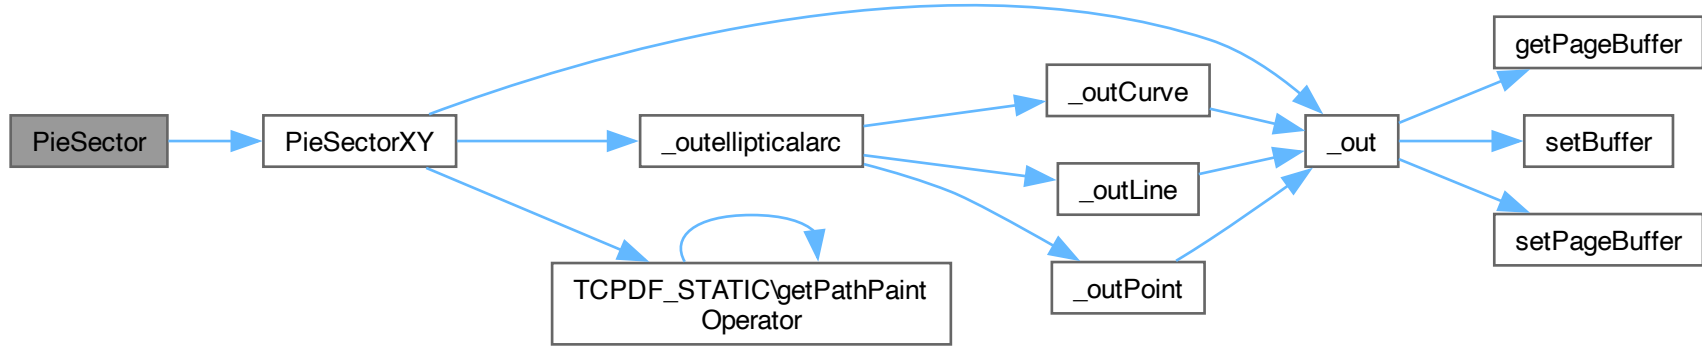 PieSector
PieSectorXY
_outellipticalarc
TCPDF_STATIC\getPathPaint
Operator
_outCurve
_outLine
_outPoint
_out
getPageBuffer
setBuffer
setPageBuffer